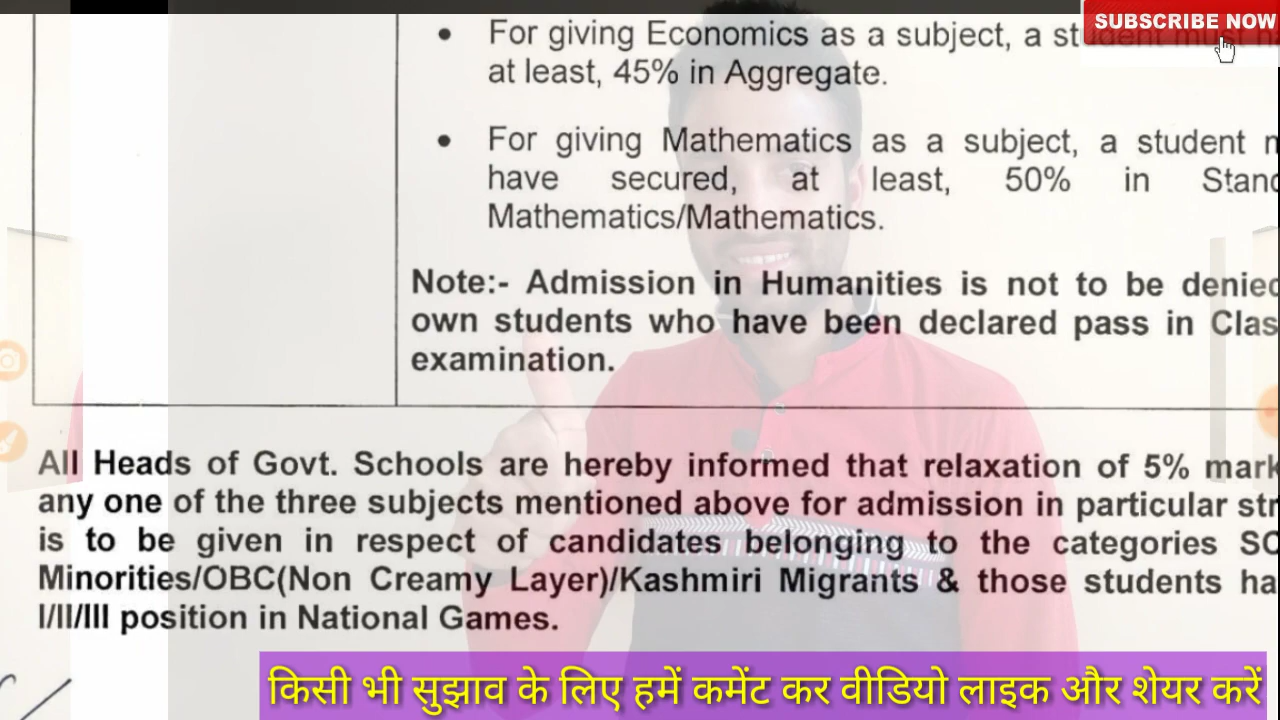 SUBSCRIBE NOW
• For giving Economics as a subject, a student must
at least, 45% in Aggregate.
• For giving Mathematics as a subject, a student
have secured, at least, 50% in
Mathematics/Mathematics.
Note:- Admission in Humanities is not to be
own students who have been declared pass in
examination.
All Heads of Govt. Schools are hereby informed that relaxation of 5%
any one of the three subjects mentioned above for admission in particular
is to be given in respect of candidates belonging to the categories
Minorities/OBC(Non Creamy Layer)/Kashmiri Migrants & those students
I/II/III position in National Games.
किसी भी सुझाव के लिए हमें कमेंट कर वीडियो लाइक और शेयर करें